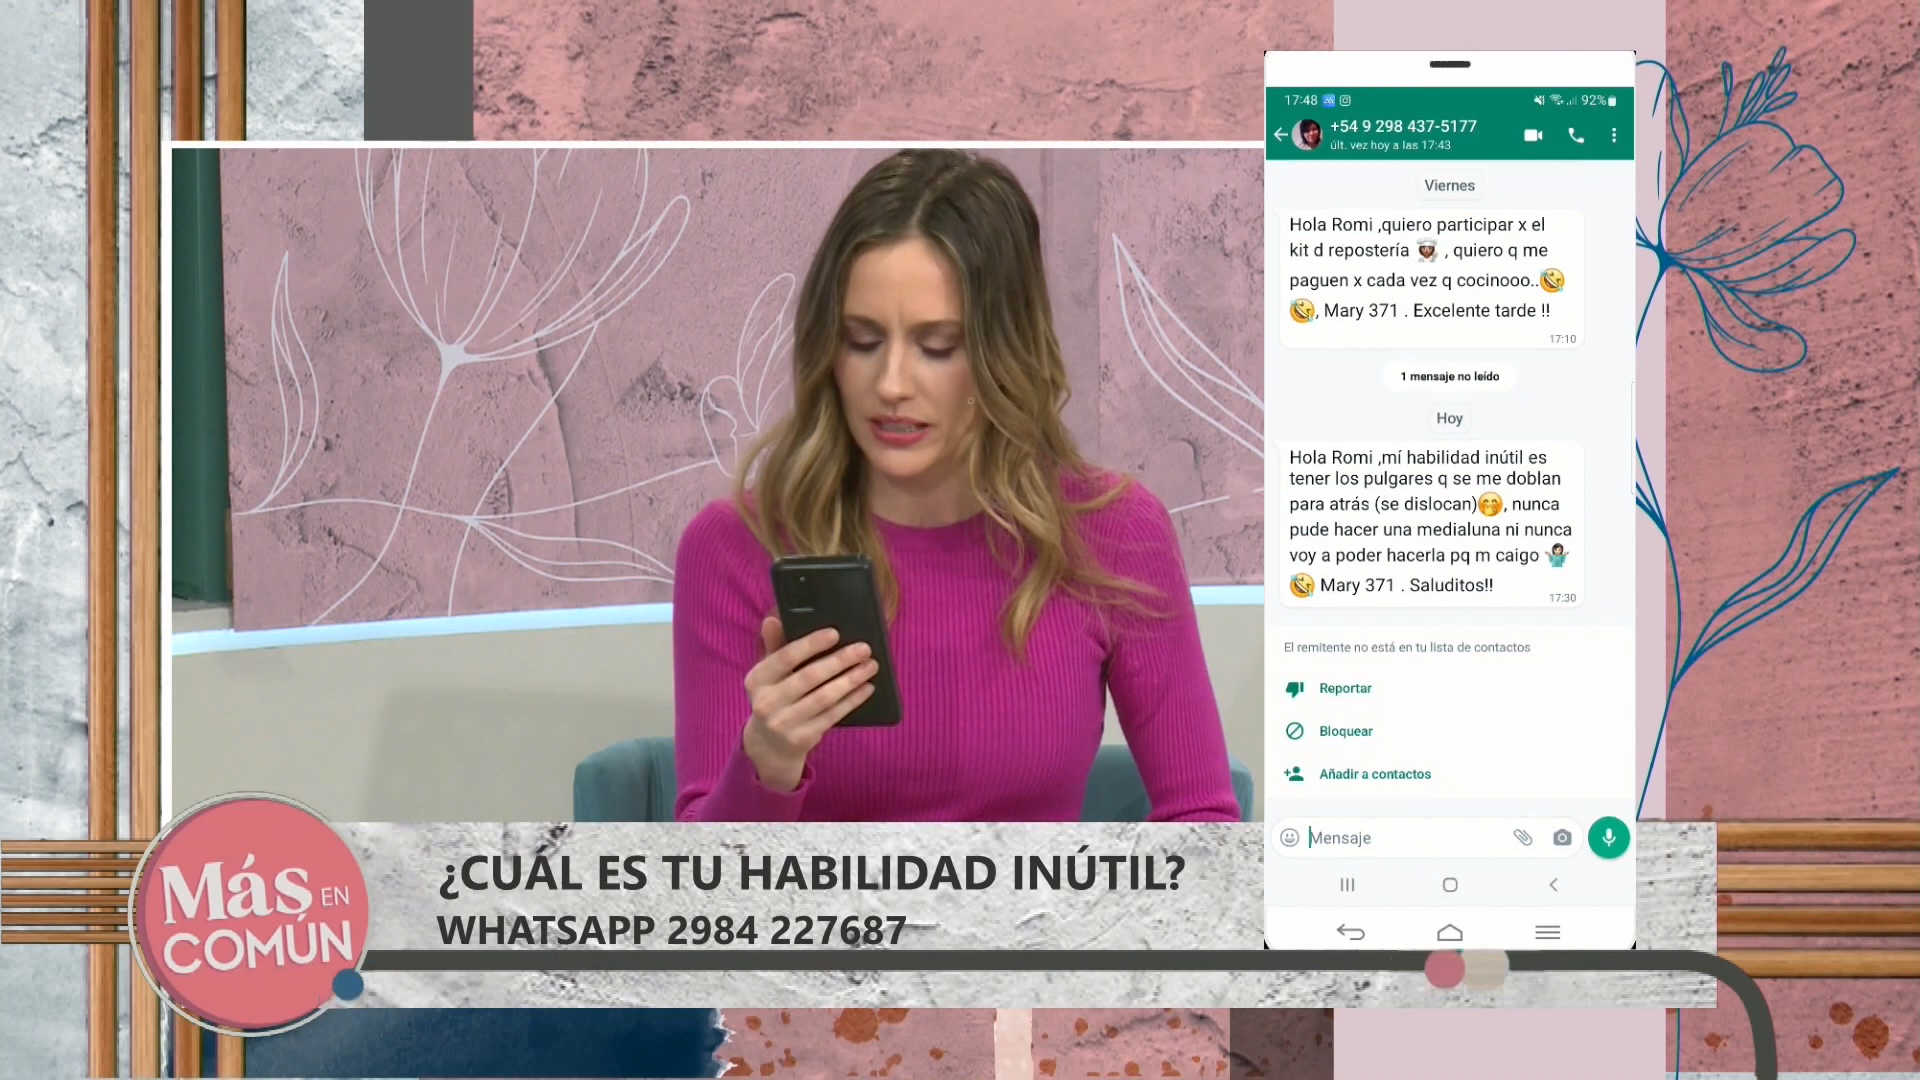 17:48
92%
+54 9 298 437-5177
últ. vez hoy a las 17:43
Viernes
Hola Romi ,quiero participar x el
kit d repostería 👩🏽‍🍳 , quiero q me
paguen x cada vez q cocinooo..🤣
🤣, Mary 371 . Excelente tarde !!
17:10
1 mensaje no leído
Hoy
Hola Romi ,mí habilidad inútil es
tener los pulgares q se me doblan
para atrás (se dislocan)🤭, nunca
pude hacer una medialuna ni nunca
voy a poder hacerla pq m caigo 🤷🏻‍♀️
🤣 Mary 371 . Saluditos!!
17:30
El remitente no está en tu lista de contactos
Reportar
Bloquear
Añadir a contactos
Mensaje
¿CUÁL ES TU HABILIDAD INÚTIL?
WHATSAPP 2984 227687
Más EN
COMÚN